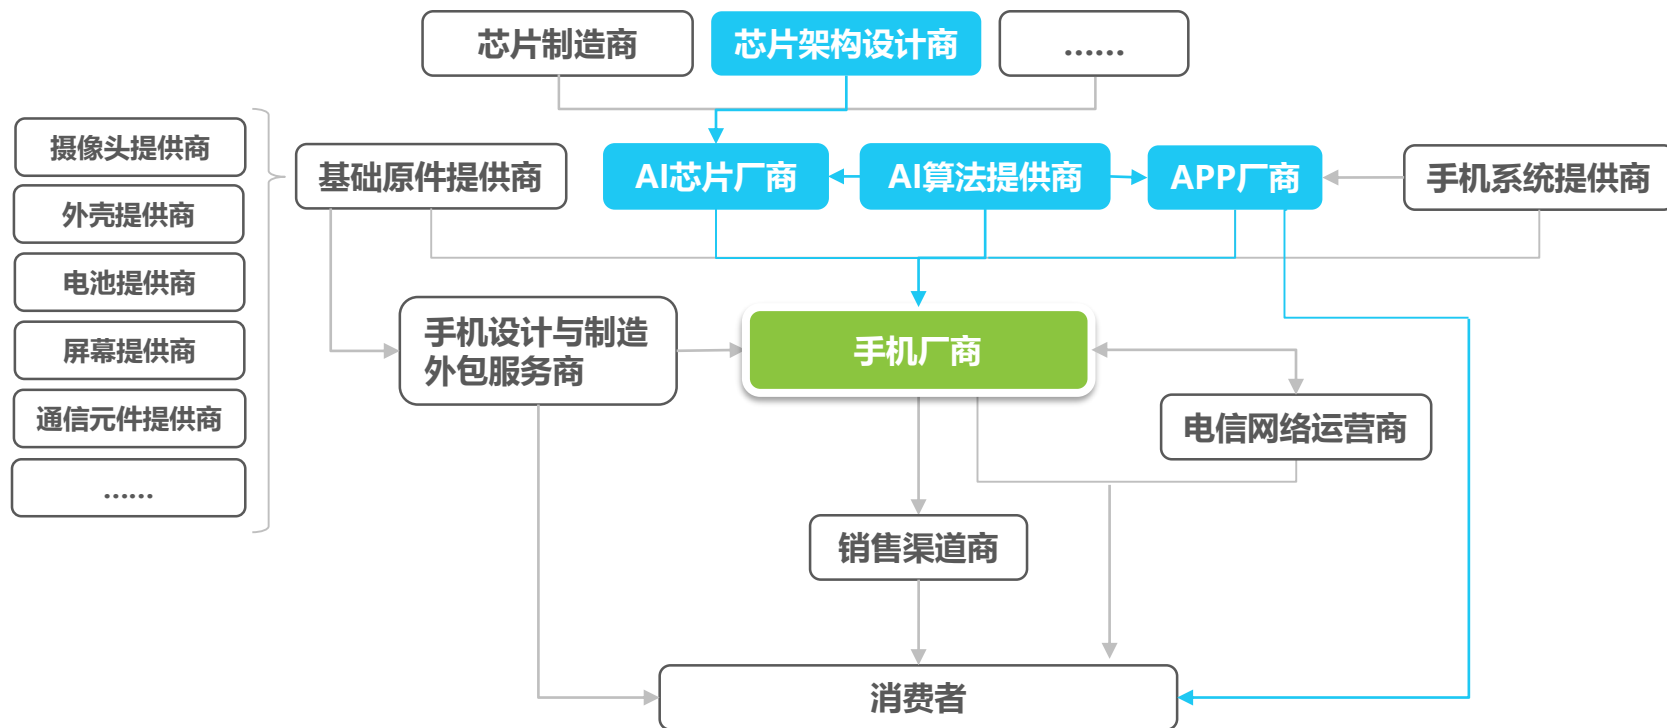 芯片制造商
芯片架构设计商
......
摄像头提供商
外壳提供商
电池提供商
屏幕提供商
通信元件提供商
......
基础原件提供商
AI芯片厂商
AI算法提供商
APP厂商
手机系统提供商
手机设计与制造
外包服务商
手机厂商
电信网络运营商
销售渠道商
消费者